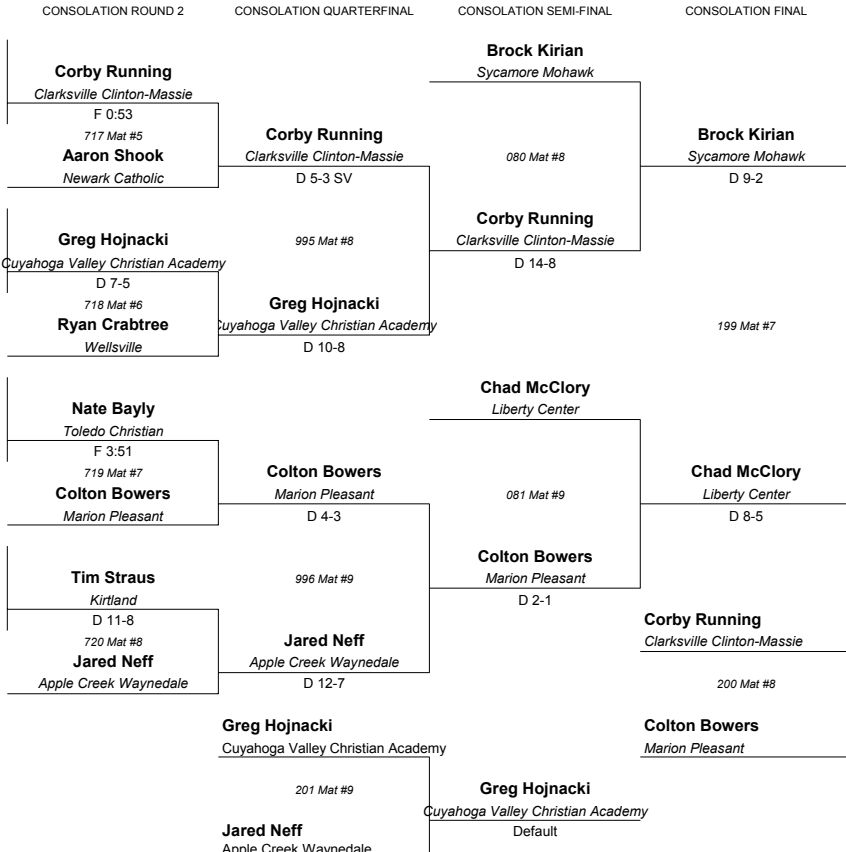 CONSOLATION ROUND 2 CONSOLATION QUARTERFINAL CONSOLATION SEMI-FINAL CONSOLATION FINAL
Brock Kirian
Sycamore Mohawk
Corby Running
Clarksville Clinton-Massie
F 0:53
717 Mat #5
Aaron Shook
Newark Catholic
Corby Running
Clarksville Clinton-Massie
D 5-3 SV
080 Mat #8
Brock Kirian
Sycamore Mohawk
D 9-2
Greg Hojnacki
Cuyahoga Valley Christian Academy
D 7-5
718 Mat #6
Ryan Crabtree
Wellsville
995 Mat #8
Corby Running
Clarksville Clinton-Massie
D 14-8
Greg Hojnacki
Cuyahoga Valley Christian Academy
D 10-8
199 Mat #7
Chad McClory
Liberty Center
Nate Bayly
Toledo Christian
F 3:51
719 Mat #7
Colton Bowers
Marion Pleasant
Colton Bowers
Marion Pleasant
D 4-3
081 Mat #9
Chad McClory
Liberty Center
D 8-5
Tim Straus
Kirtland
D 11-8
720 Mat #8
Jared Neff
Apple Creek Waynedale
996 Mat #9
Colton Bowers
Marion Pleasant
D 2-1
Jared Neff
Apple Creek Waynedale
D 12-7
Corby Running
Clarksville Clinton-Massie
200 Mat #8
Colton Bowers
Marion Pleasant
Greg Hojnacki
Cuyahoga Valley Christian Academy
201 Mat #9
Jared Neff
Apple Creek Waynedale
Greg Hojnacki
Cuyahoga Valley Christian Academy
Default